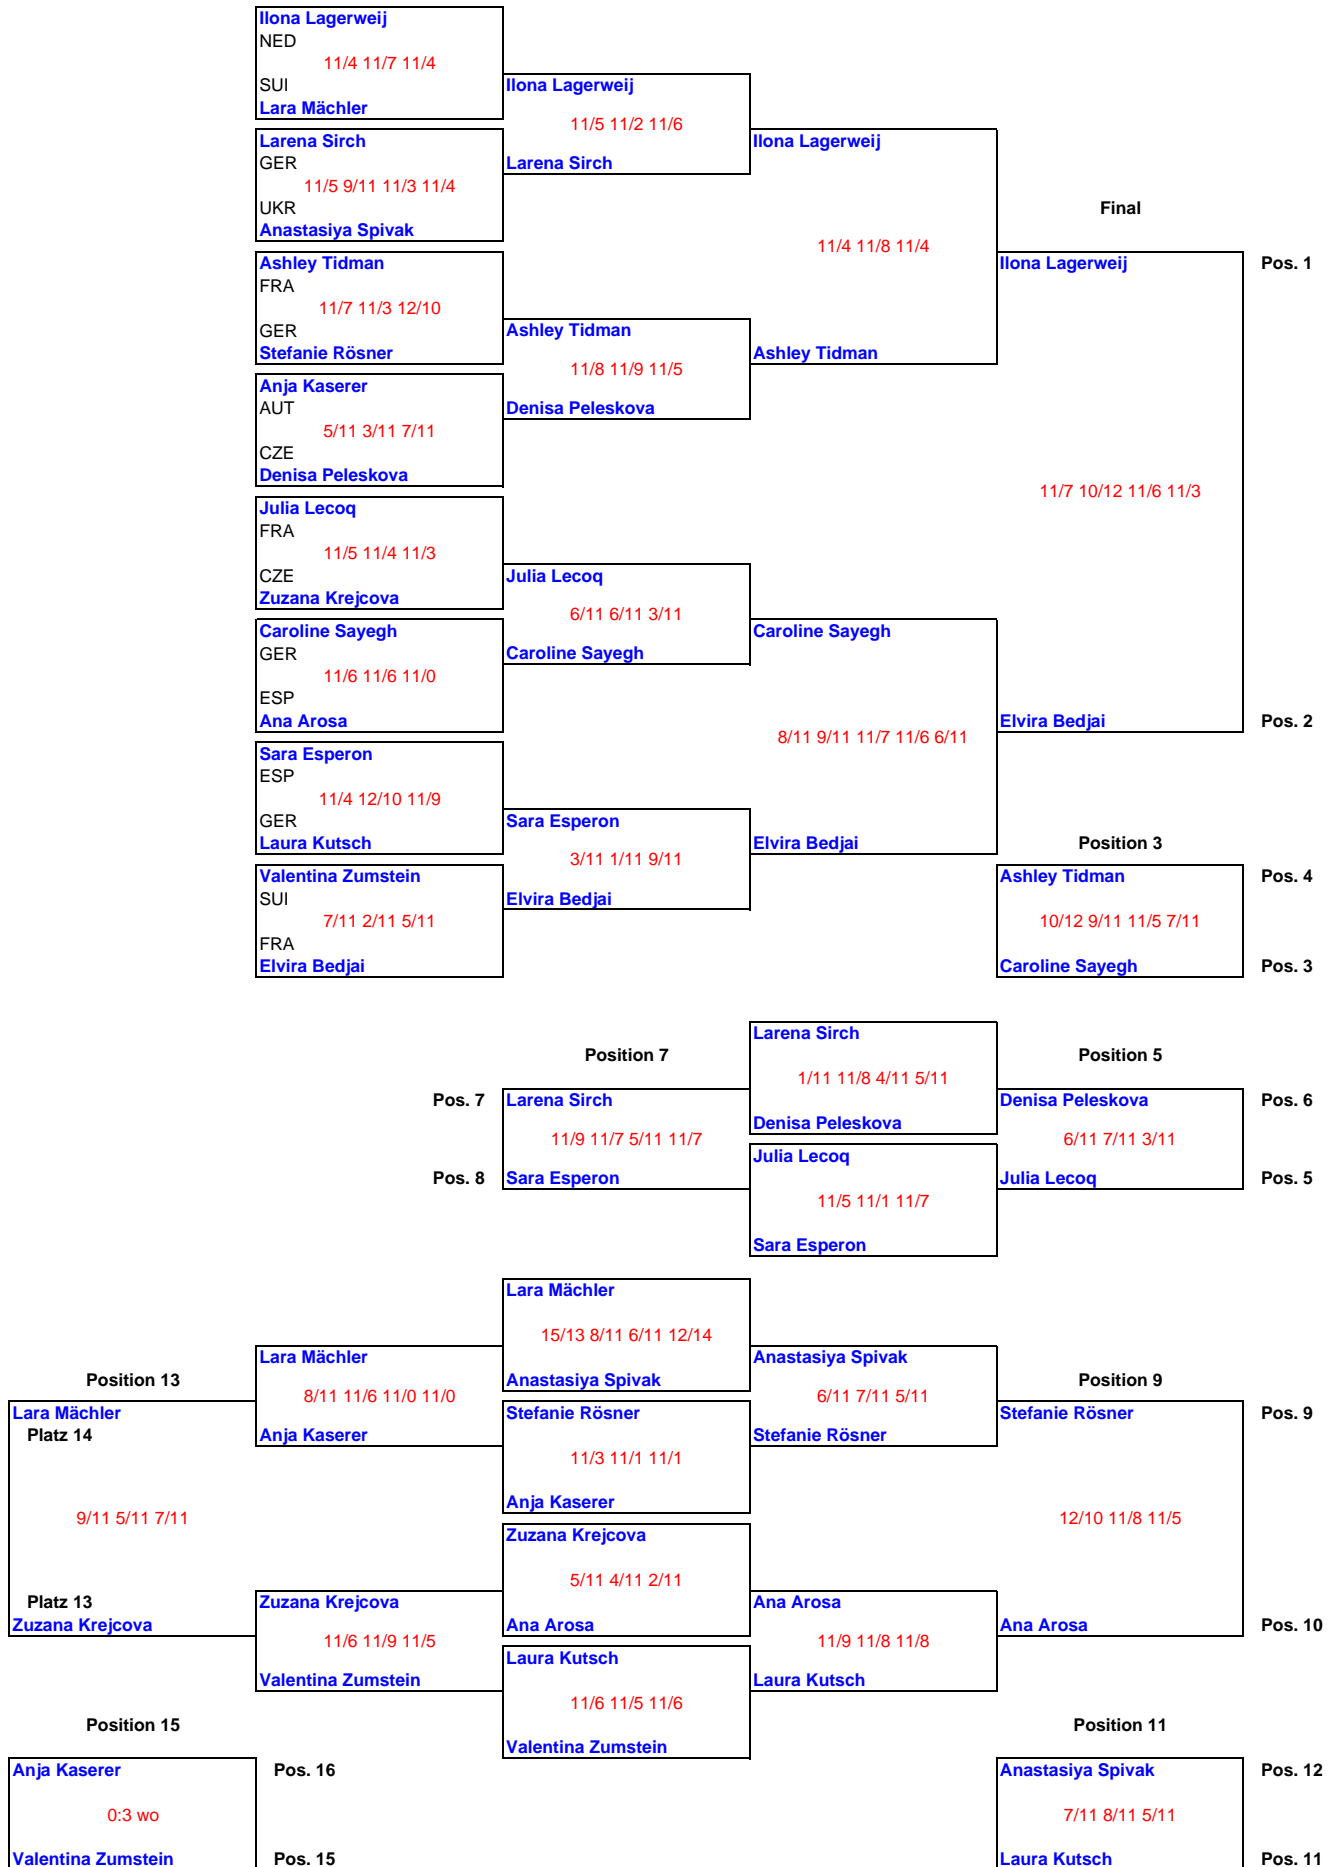 Ilona Lagerweij
NED
11/4 11/7 11/4
SUI
Ilona Lagerweij
Lara Mächler
11/5 11/2 11/6
Larena Sirch
Ilona Lagerweij
GER
Larena Sirch
11/5 9/11 11/3 11/4
UKR
Final
Anastasiya Spivak
11/4 11/8 11/4
Ashley Tidman
Ilona Lagerweij
Pos. 1
FRA
11/7 11/3 12/10
GER
Ashley Tidman
Stefanie Rösner
Ashley Tidman
11/8 11/9 11/5
Anja Kaserer
AUT
Denisa Peleskova
5/11 3/11 7/11
CZE
Denisa Peleskova
11/7 10/12 11/6 11/3
Julia Lecoq
FRA
11/5 11/4 11/3
CZE
Julia Lecoq
Zuzana Krejcova
6/11 6/11 3/11
Caroline Sayegh
Caroline Sayegh
GER
Caroline Sayegh
11/6 11/6 11/0
ESP
Ana Arosa
Elvira Bedjai
Pos. 2
8/11 9/11 11/7 11/6 6/11
Sara Esperon
ESP
11/4 12/10 11/9
GER
Sara Esperon
Laura Kutsch
Elvira Bedjai
Position 3
3/11 1/11 9/11
Valentina Zumstein
Ashley Tidman
Pos. 4
SUI
Elvira Bedjai
7/11 2/11 5/11
10/12 9/11 11/5 7/11
FRA
Elvira Bedjai
Caroline Sayegh
Pos. 3
Larena Sirch
Position 7
Position 5
1/11 11/8 4/11 5/11
Pos. 7
Larena Sirch
Denisa Peleskova
Pos. 6
Denisa Peleskova
11/9 11/7 5/11 11/7
6/11 7/11 3/11
Julia Lecoq
Pos. 8
Sara Esperon
Julia Lecoq
Pos. 5
11/5 11/1 11/7
Sara Esperon
Lara Mächler
15/13 8/11 6/11 12/14
Lara Mächler
Anastasiya Spivak
Position 13
Anastasiya Spivak
Position 9
8/11 11/6 11/0 11/0
6/11 7/11 5/11
Lara Mächler
Stefanie Rösner
Stefanie Rösner
Pos. 9
Platz 14
Anja Kaserer
Stefanie Rösner
11/3 11/1 11/1
Anja Kaserer
9/11 5/11 7/11
12/10 11/8 11/5
Zuzana Krejcova
5/11 4/11 2/11
Platz 13
Zuzana Krejcova
Ana Arosa
Zuzana Krejcova
Ana Arosa
Ana Arosa
Pos. 10
11/6 11/9 11/5
11/9 11/8 11/8
Laura Kutsch
Valentina Zumstein
Laura Kutsch
11/6 11/5 11/6
Position 15
Position 11
Valentina Zumstein
Anja Kaserer
Pos. 16
Anastasiya Spivak
Pos. 12
0:3 wo
7/11 8/11 5/11
Valentina Zumstein
Pos. 15
Laura Kutsch
Pos. 11